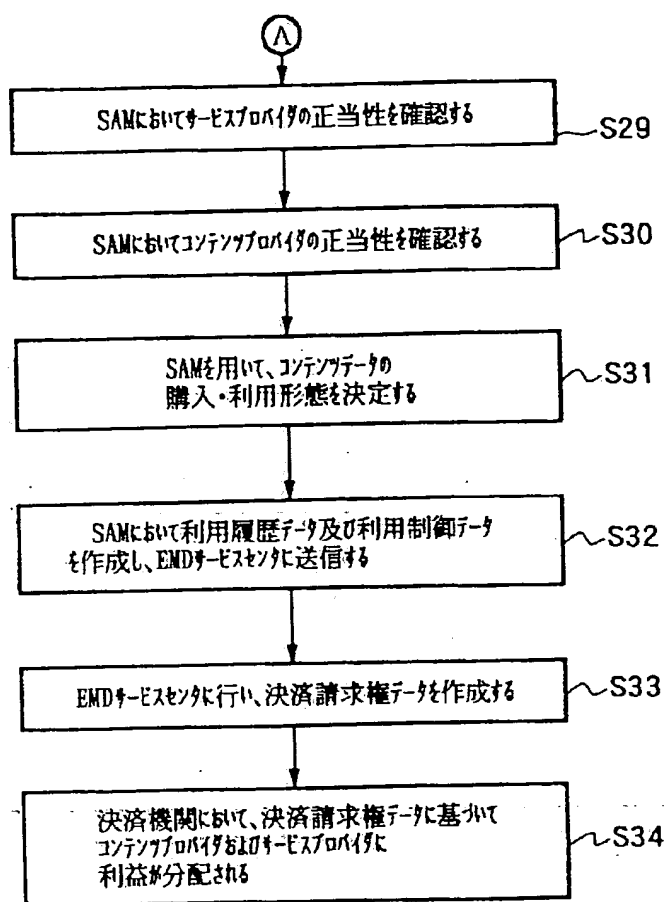 A
SAMにおいてサービスプロバイダの正当性を確認する
S29
SAMにおいてコンテンツプロバイダの正当性を確認する
S30
SAMを用いて、コンテンツデータの
購入・利用形態を決定する
S31
SAMにおいて利用履歴データ及び利用制御データ
を作成し、EMDサービスセンタに送信する
S32
EMDサービスセンタに行い、決済請求権データを作成する
S33
決済機関において、決済請求権データに基づいて
コンテンツプロバイダおよびサービスプロバイダに
利益が分配される
S34